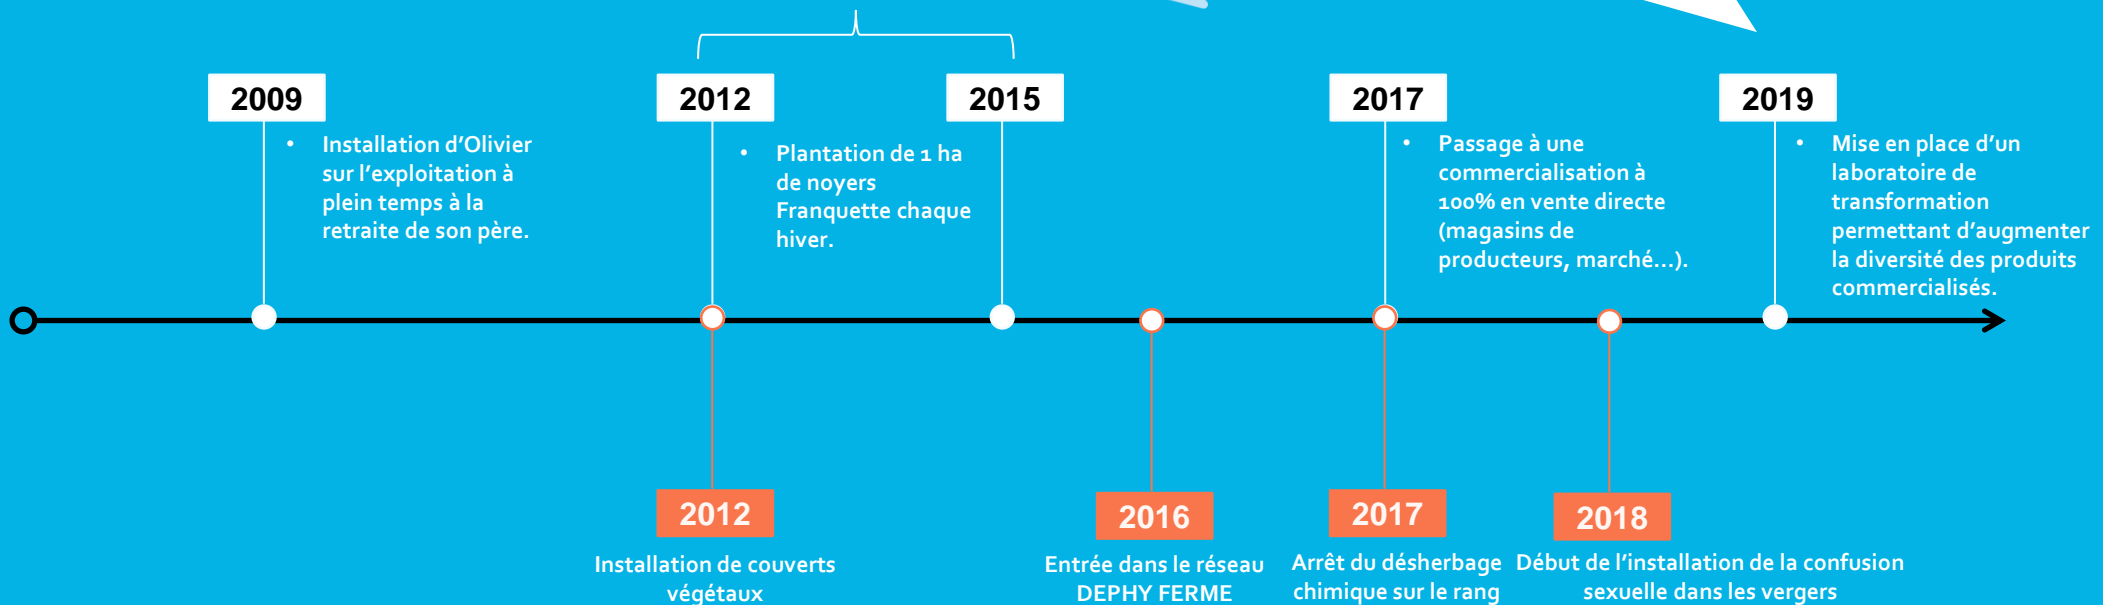 2009
• Installation d'Olivier
sur l'exploitation à
plein temps à la
retraite de son père.
2012
2015
• Plantation de 1 ha
de noyers
Franquette chaque
hiver.
2017
• Passage à une
commercialisation à
100% en vente directe
(magasins de
producteurs, marché…).
2019
• Mise en place d'un
laboratoire de
transformation
permettant d'augmenter
la diversité des produits
commercialisés.
2012
Installation de couverts
végétaux
2016
Entrée dans le réseau
DEPHY FERME
2017
Arrêt du désherbage
chimique sur le rang
2018
Début de l'installation de la confusion
sexuelle dans les vergers